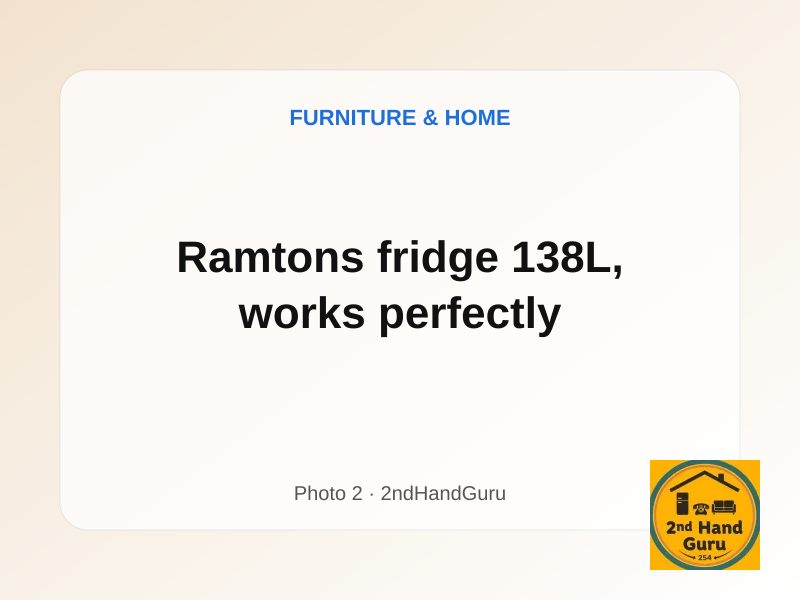 FURNITURE & HOME
Ramtons fridge 138L,
works perfectly
Photo 2 · 2ndHandGuru
2nd Hand
Guru
254